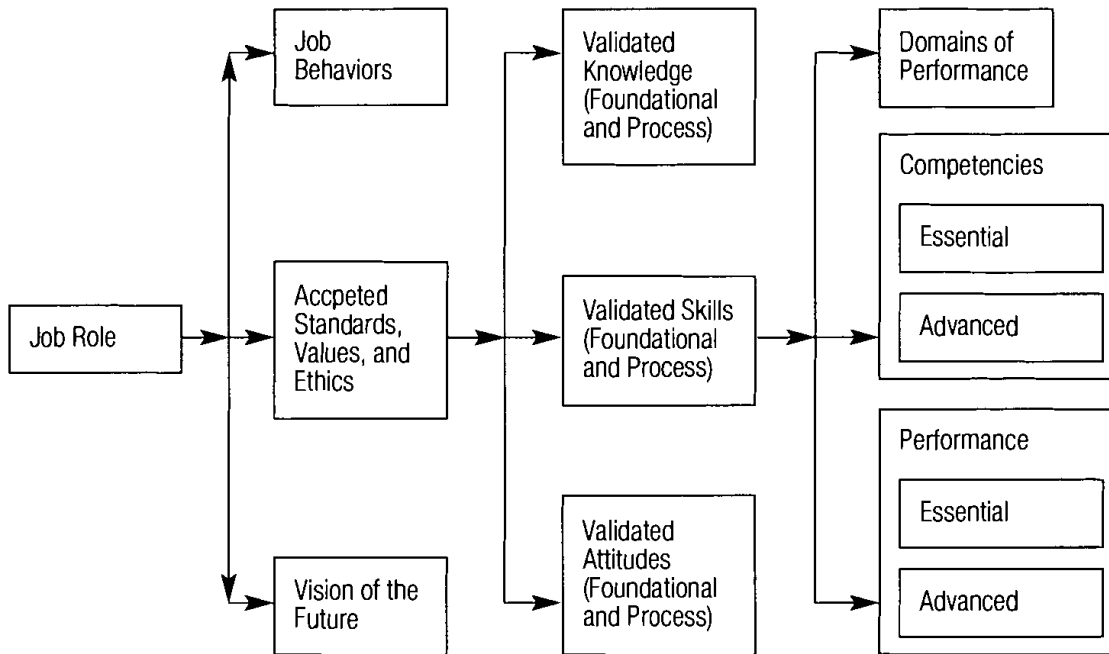 Job Role
Job
Behaviors
Accpeted
Standards,
Values, and
Ethics
Vision of the
Future
Validated
Knowledge
(Foundational
and Process)
Validated Skills
(Foundational
and Process)
Validated
Attitudes
(Foundational
and Process)
Domains of
Performance
Competencies
Essential
Advanced
Performance
Essential
Advanced